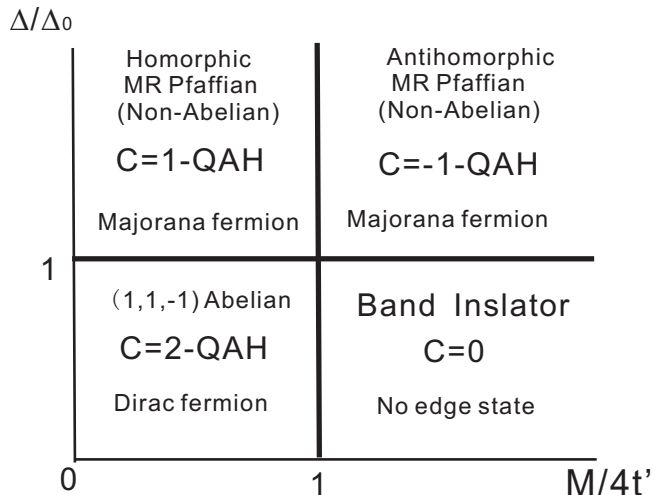 Δ/Δ0
Homorphic
MR Pfaffian
(Non-Abelian)
C=1-QAH
Majorana fermion
Antihomorphic
MR Pfaffian
(Non-Abelian)
C=-1-QAH
Majorana fermion
1
(1,1,-1) Abelian
C=2-QAH
Dirac fermion
Band Inslator
C=0
No edge state
0
1
M/4t'